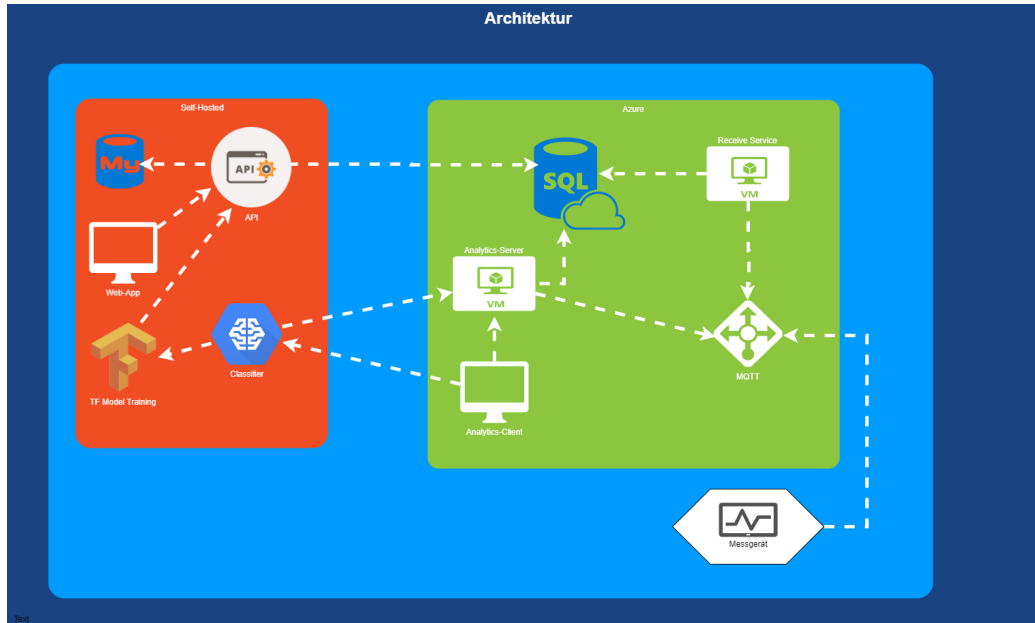 Architektur
Self-Hosted
Azure
My
API
API
SQL
Receive Service
VM
Web-App
Analytics-Server
VM
Classifier
MQTT
TF Model Training
Analytics-Client
Messgerät
Text